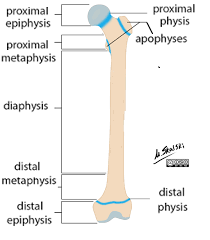 proximal
epiphysis
proximal
metaphysis
diaphysis
distal
metaphysis
distal
epiphysis
proximal
physis
apophyses
distal
physis